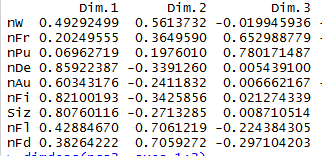 Dim.1 Dim.2 Dim.3
nW 0.49292499 0.5613732 -0.019945936
nFr 0.20249555 0.3649590 0.652988779
nPu 0.06962719 0.1976010 0.780171487
nDe 0.85922387 -0.3391260 0.005439100
nAu 0.60343176 -0.2411832 0.006662167
nFi 0.82100193 -0.3425856 0.021274339
Siz 0.80760116 -0.2713285 0.008710514
nFl 0.42884670 0.7061219 -0.224384305
nFd 0.38264222 0.7059272 -0.297104203